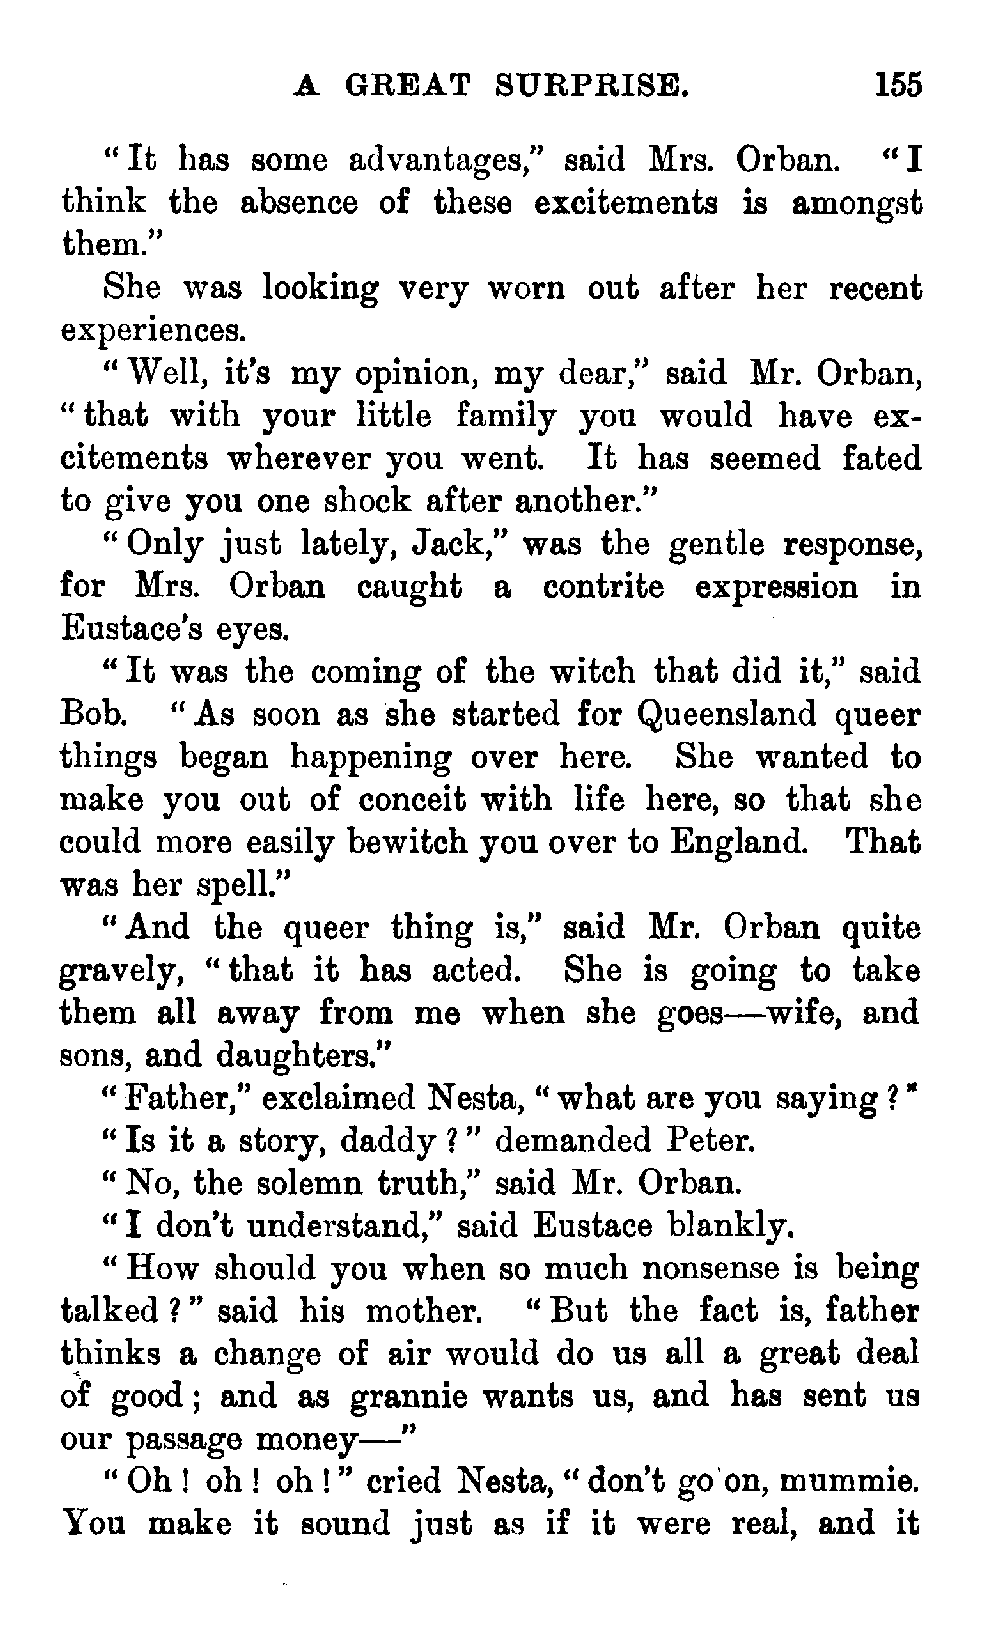 A GREAT SURPRISE. 155
“It has some advantages,” said Mrs. Orban. “I
think the absence of these excitements is amongst
them.”
She was looking very worn out after her recent
experiences.
“Well, it’s my opinion, my dear,” said Mr. Orban,
“that with your little family you would have ex-
citements wherever you went. It has seemed fated
to give you one shock after another.”
“Only just lately, Jack,” was the gentle response,
for Mrs. Orban caught a contrite expression in
Eustace’s eyes.
“It was the coming of the witch that did it,” said
Bob. “As soon as she started for Queensland queer
things began happening over here. She wanted to
make you out of conceit with life here, so that she
could more easily bewitch you over to England. That
was her spell.”
“And the queer thing is,” said Mr. Orban quite
gravely, “that it has acted. She is going to take
them all away from me when she goes—wife, and
sons, and daughters.”
“Father,” exclaimed Nesta, “what are you saying?”
“Is it a story, daddy?” demanded Peter.
“No, the solemn truth,” said Mr. Orban.
“I don’t understand,” said Eustace blankly.
“How should you when so much nonsense is being
talked?” said his mother. “But the fact is, father
thinks a change of air would do us all a great deal
of good; and as grannie wants us, and has sent us
our passage money—”
“Oh! oh! oh!” cried Nesta, “don’t go on, mummie.
You make it sound just as if it were real, and it